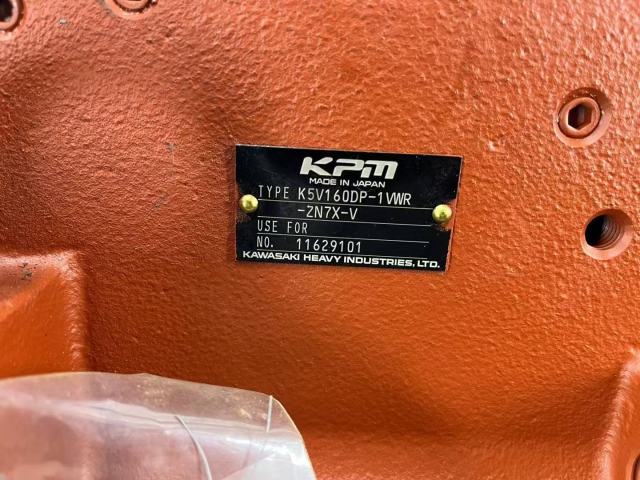 KPM
MADE IN JAPAN
TYPE K5V160DP-1VWR
-ZN7X-V
USE FOR
NO. 11629101
KAWASAKI HEAVY INDUSTRIES, LTD.